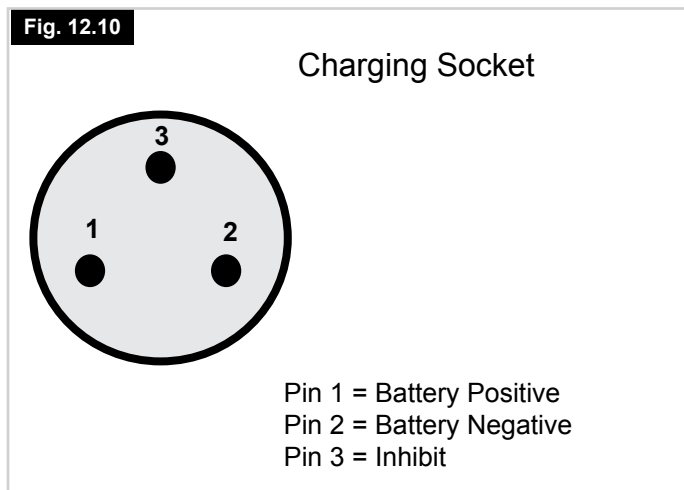 Fig. 12.10
Charging Socket
3
1 2
Pin 1 = Battery Positive
Pin 2 = Battery Negative
Pin 3 = Inhibit